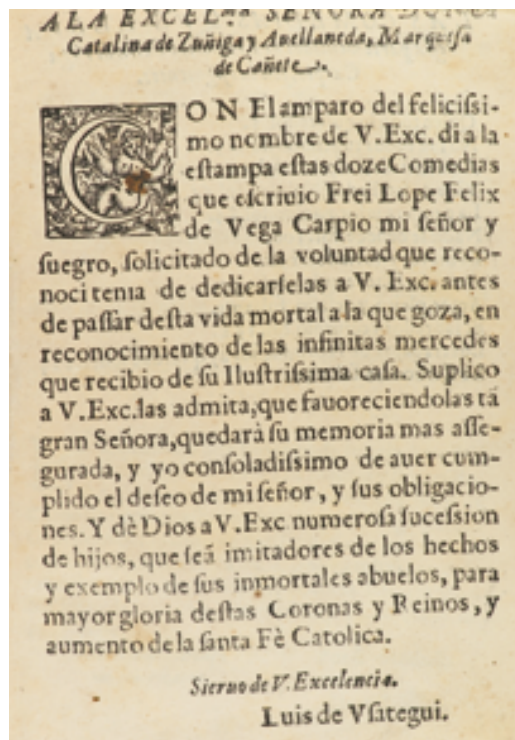 A LA EXCEL.ma SEÑORA DOÑA
Catalina de Zuñiga y Auellaneda, Marquesa
de Cañete.
CON El amparo del felicissi-
mo nombre de V. Exc. di a la
eſtampa eſtas doze Comedias
que eſcriuio Frei Lope Felix
de Vega Carpio mi ſeñor y
ſuegro, ſolicitado de la voluntad que reco-
noci tenia de dedicarſelas a V. Exc. antes
de paſſar deſta vida mortal a la que goza, en
reconocimiento de las infinitas mercedes
que recibio de ſu Iluſtriſsima caſa. Suplico
a V. Exc. las admita, que fauoreciendolas tã
gran Señora, quedarà ſu memoria mas aſſe-
gurada, y yo conſoladiſsimo de auer cum-
plido el deſeo de mi ſeñor, y ſus obligacio-
nes. Y dè Dios a V. Exc numeroſa ſuceſsion
de hijos, que ſeã imitadores de los hechos
y exemplo de ſus inmortales abuelos, para
mayor gloria deſtas Coronas y Reinos, y
aumento de la ſanta Fè Catolica.
Sieruo de V. Excelencia.
Luis de Vſategui.